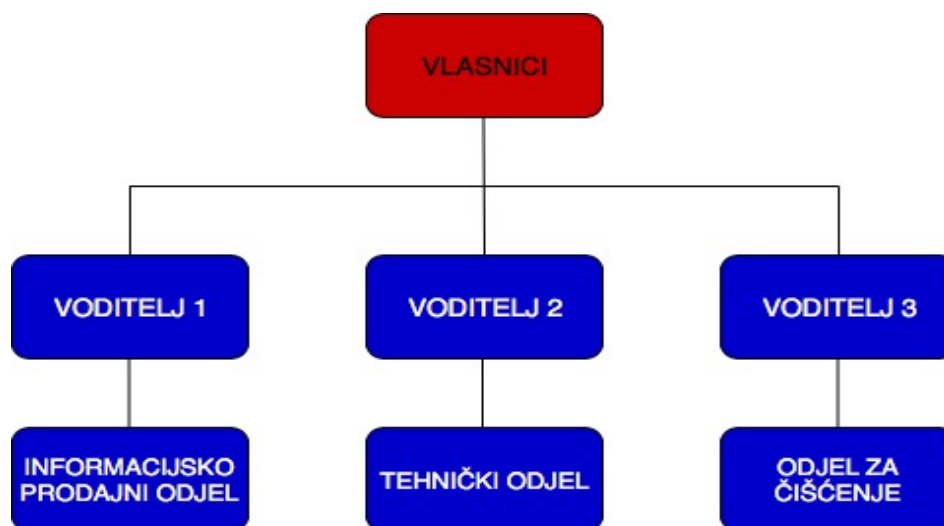 VLASNICI
VODITELJ 1
VODITELJ 2
VODITELJ 3
INFORMACIJSKO
PRODAJNI ODJEL
TEHNIČKI ODJEL
ODJEL ZA
ČIŠĆENJE